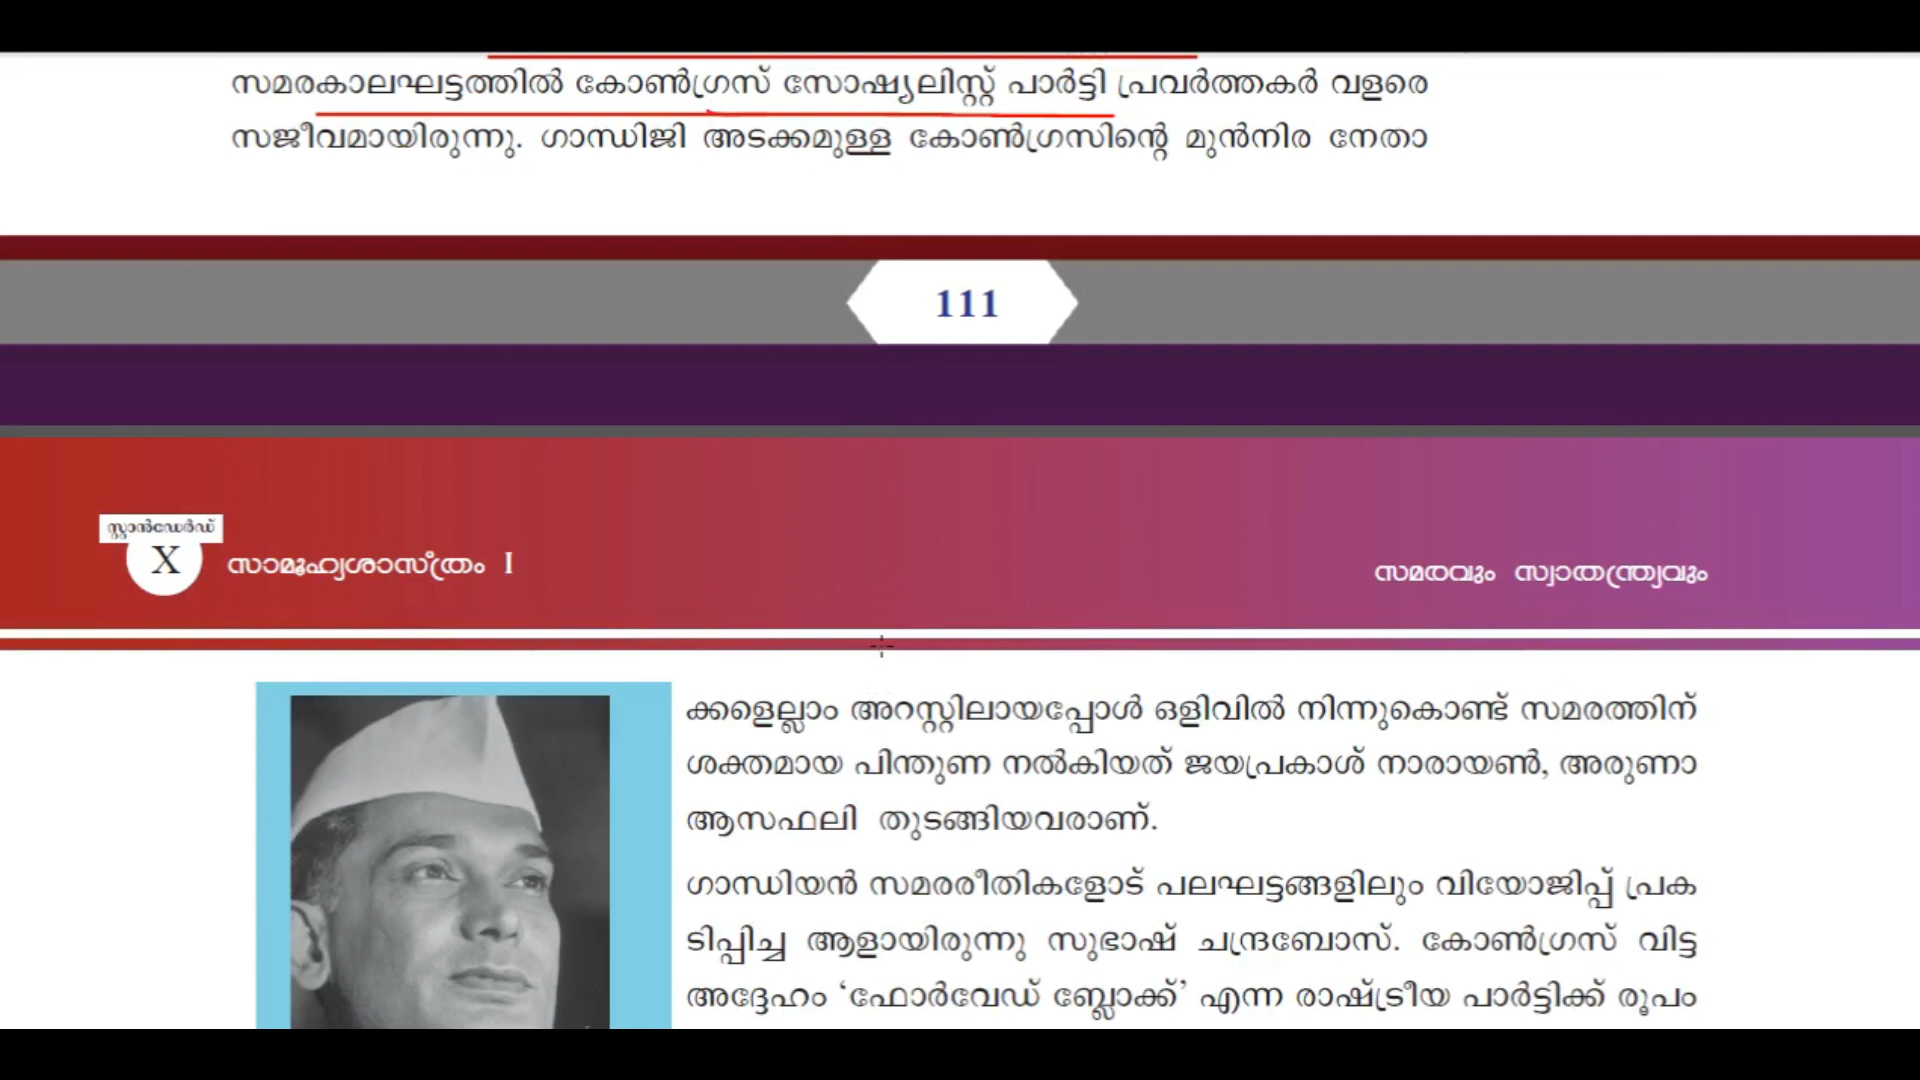 സമരകാലഘട്ടത്തിൽ കോൺഗ്രസ് സോഷ്യലിസ്റ്റ് പാർട്ടി പ്രവർത്തകർ വളരെ
സജീവമായിരുന്നു. ഗാന്ധിജി അടക്കമുള്ള കോൺഗ്രസിന്റെ മുൻനിര നേതാ
111
സ്റ്റാൻഡേർഡ്
X
സാമൂഹ്യശാസ്ത്രം I
സമരവും സ്വാതന്ത്ര്യവും
ക്കളെല്ലാം അറസ്റ്റിലായപ്പോൾ ഒളിവിൽ നിന്നുകൊണ്ട് സമരത്തിന്
ശക്തമായ പിന്തുണ നൽകിയത് ജയപ്രകാശ് നാരായൺ, അരുണാ
ആസഫലി തുടങ്ങിയവരാണ്.
ഗാന്ധിയൻ സമരരീതികളോട് പലഘട്ടങ്ങളിലും വിയോജിപ്പ് പ്രക
ടിപ്പിച്ച ആളായിരുന്നു സുഭാഷ് ചന്ദ്രബോസ്. കോൺഗ്രസ് വിട്ട
അദ്ദേഹം ‘ഫോർവേഡ് ബ്ലോക്ക്’ എന്ന രാഷ്ട്രീയ പാർട്ടിക്ക് രൂപം